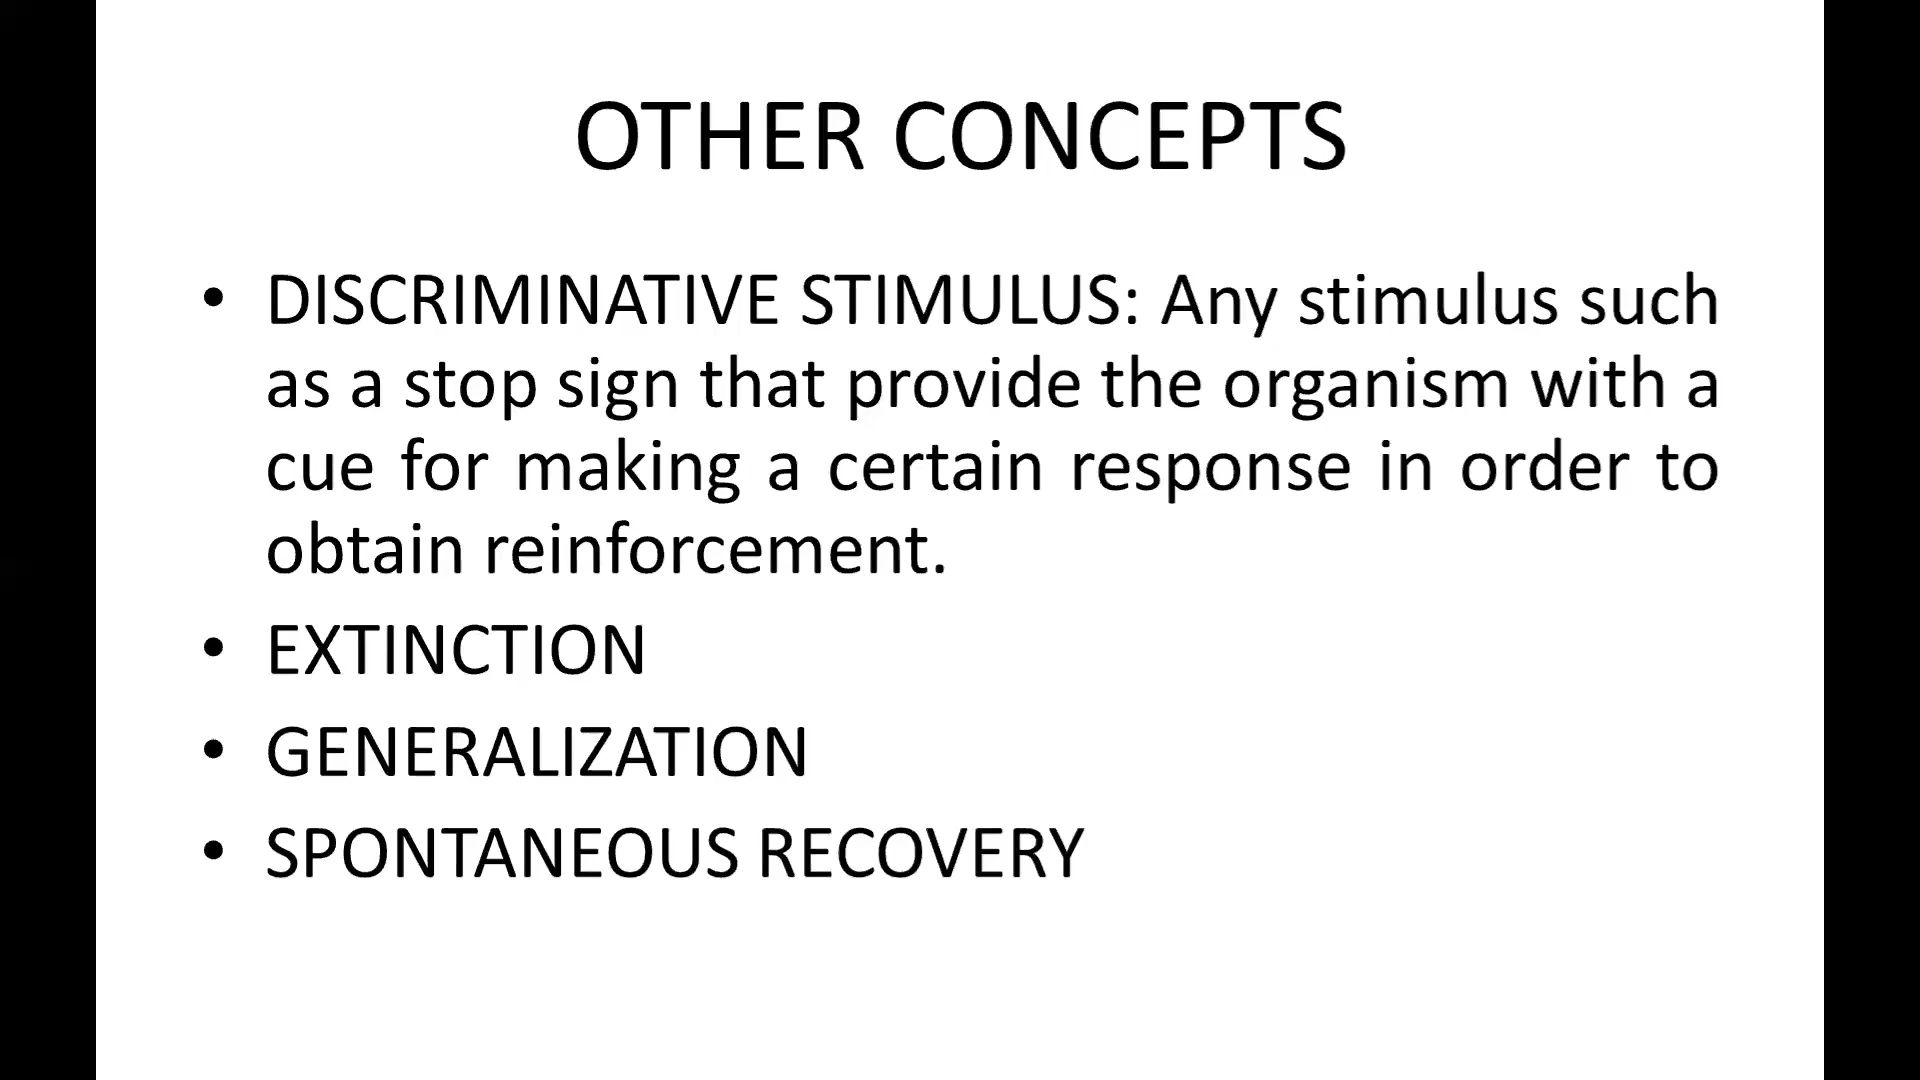 OTHER CONCEPTS
• DISCRIMINATIVE STIMULUS: Any stimulus such
as a stop sign that provide the organism with a
cue for making a certain response in order to
obtain reinforcement.
• EXTINCTION
• GENERALIZATION
• SPONTANEOUS RECOVERY